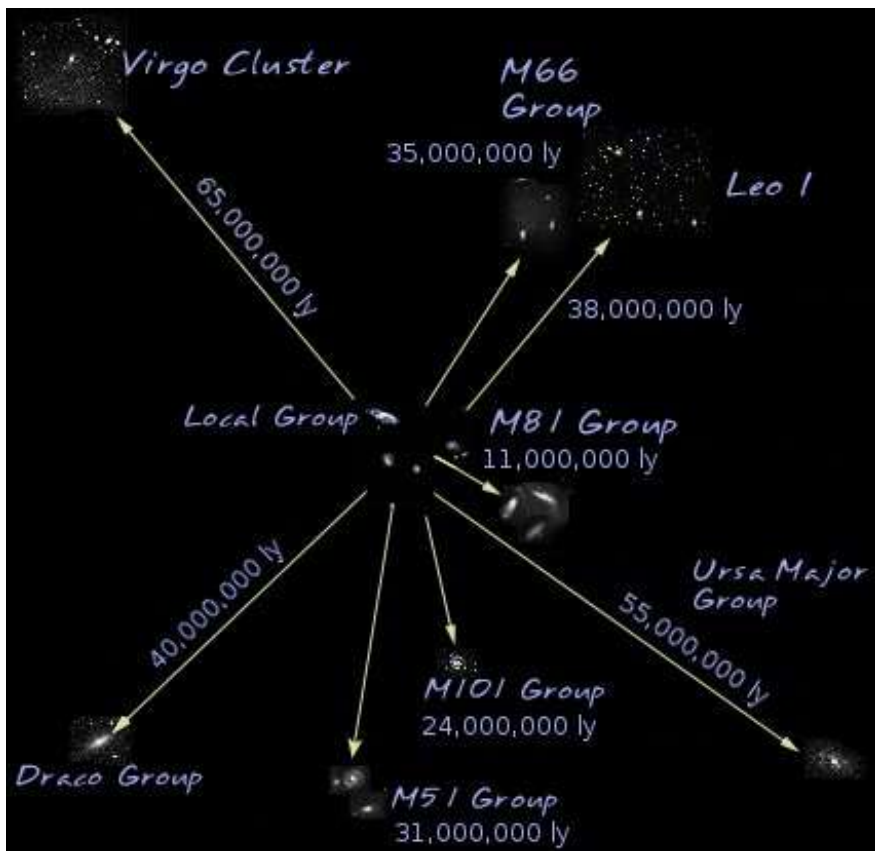 Virgo Cluster
M66
Group
35,000,000 ly
Leo 1
65,000,000 ly
38,000,000 ly
Local Group
M81 Group
11,000,000 ly
40,000,000 ly
Ursa Major
Group
55,000,000 ly
M101 Group
24,000,000 ly
Draco Group
M51 Group
31,000,000 ly